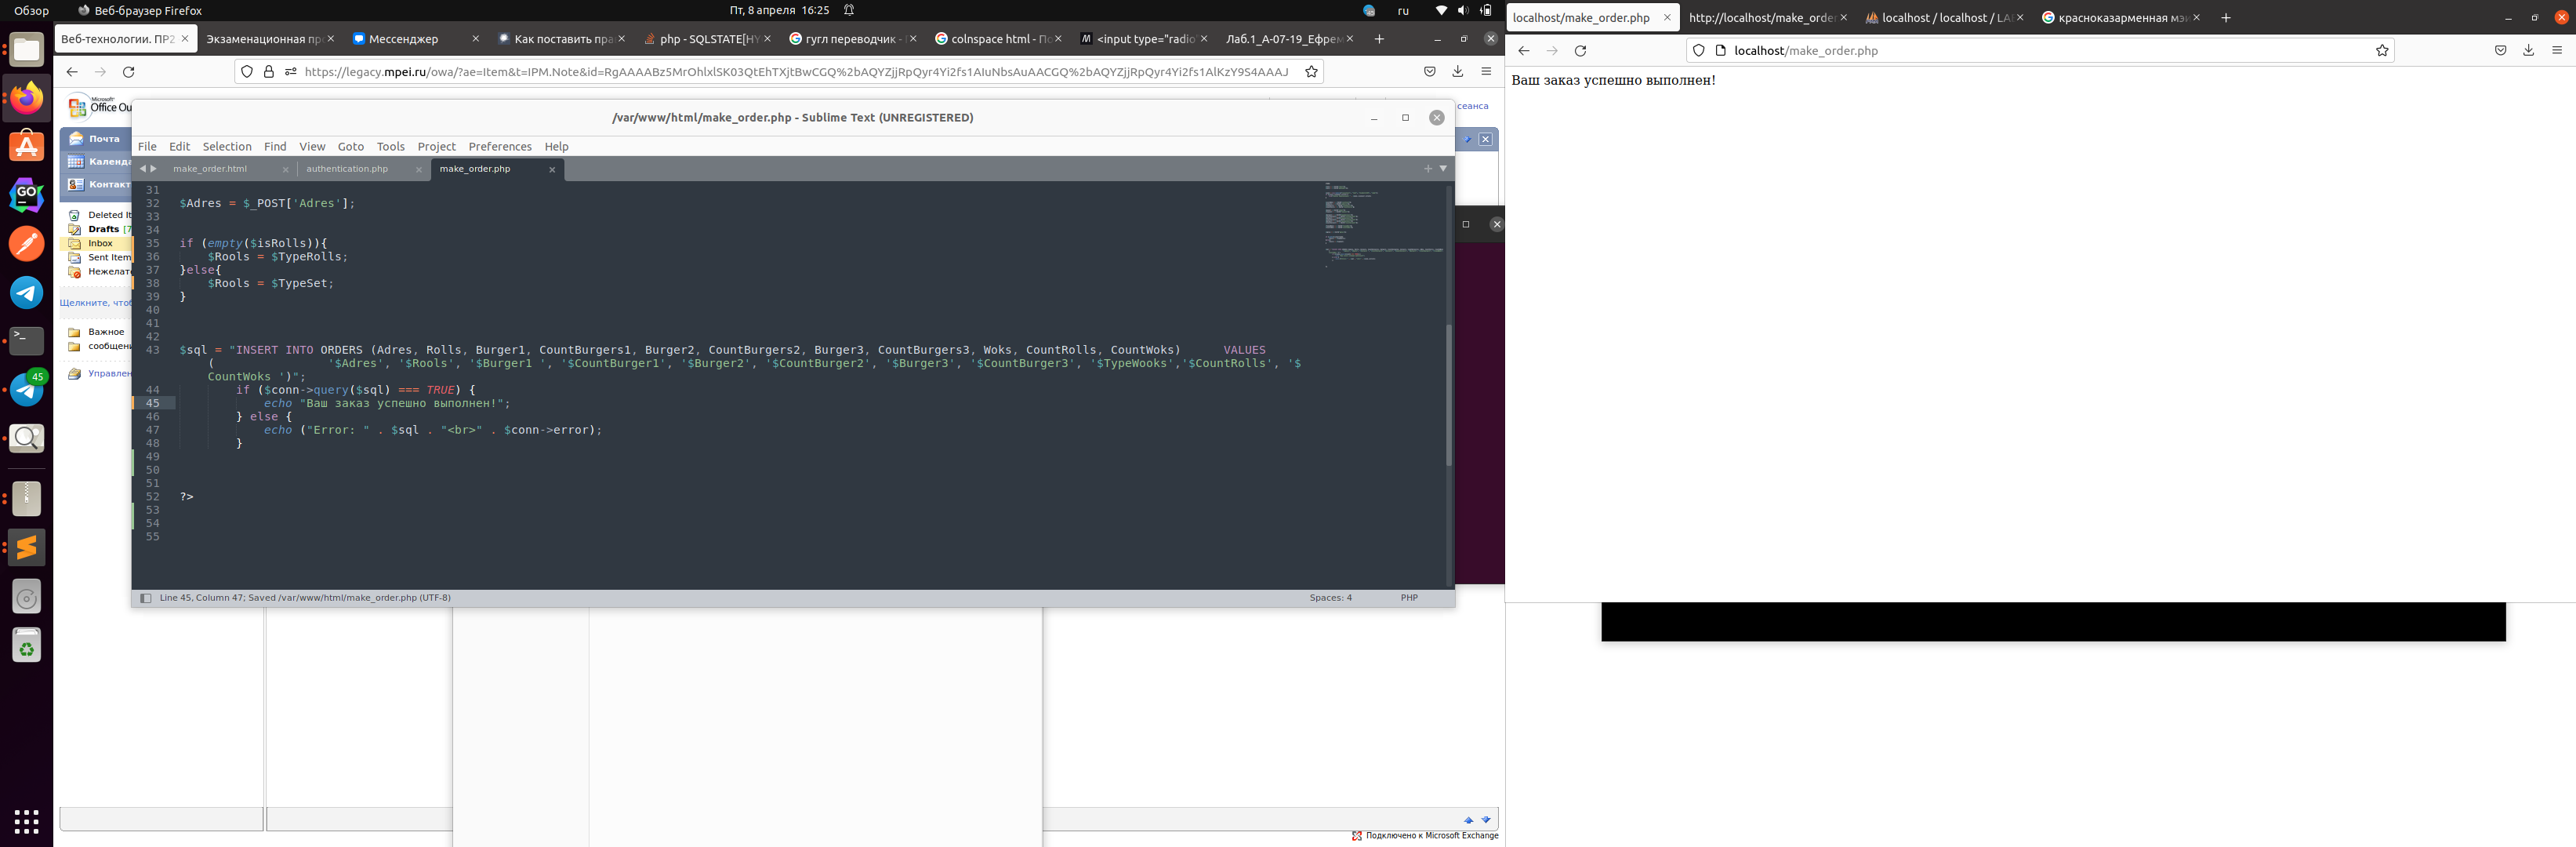 Обзор
Веб-браузер Firefox
Пт, 8 апреля 16:25
ru
Веб-технологии. ПР2
Экзаменационная пр
Мессенджер
Как поставить пра
php - SQLSTATE[HY
гугл переводчик - П
colnspace html - По
<input type="radio"
Лаб.1_А-07-19_Ефрем
https://legacy.mpei.ru/owa/?ae=Item&t=IPM.Note&id=RgAAAABz5MrOhlxlSK03QtEhTXjtBwCGQ%2bAQYZjjRpQyr4Yi2fs1AIuNbsAuAACGQ%2bAQYZjjRpQyr4Yi2fs1AlKzY9S4AAAJ
Microsoft
Office Ou
сеанса
Почта
Календа
Контакт
Deleted It
Drafts [7
Inbox
Sent Item
Нежелат
Щелкните, чтоб
Важное
сообщен
Управлен
45
/var/www/html/make_order.php - Sublime Text (UNREGISTERED)
File Edit Selection Find View Goto Tools Project Preferences Help
make_order.html
authentication.php
make_order.php
31
32 $Adres = $_POST['Adres'];
33
34
35 if (empty($isRolls)){
36 $Rools = $TypeRolls;
37 }else{
38 $Rools = $TypeSet;
39 }
40
41
42
43 $sql = "INSERT INTO ORDERS (Adres, Rolls, Burger1, CountBurgers1, Burger2, CountBurgers2, Burger3, CountBurgers3, Woks, CountRolls, CountWoks) VALUES
( '$Adres', '$Rools', '$Burger1 ', '$CountBurger1', '$Burger2', '$CountBurger2', '$Burger3', '$CountBurger3', '$TypeWooks','$CountRolls', '$
CountWoks ')";
44 if ($conn->query($sql) === TRUE) {
45 echo "Ваш заказ успешно выполнен!";
46 } else {
47 echo ("Error: " . $sql . "<br>" . $conn->error);
48 }
49
50
51
52 ?>
53
54
55
Line 45, Column 47; Saved /var/www/html/make_order.php (UTF-8)
Spaces: 4
PHP
Подключено к Microsoft Exchange
localhost/make_order.php
http://localhost/make_order
localhost / localhost / LA
красноказарменная мэи
localhost/make_order.php
Ваш заказ успешно выполнен!